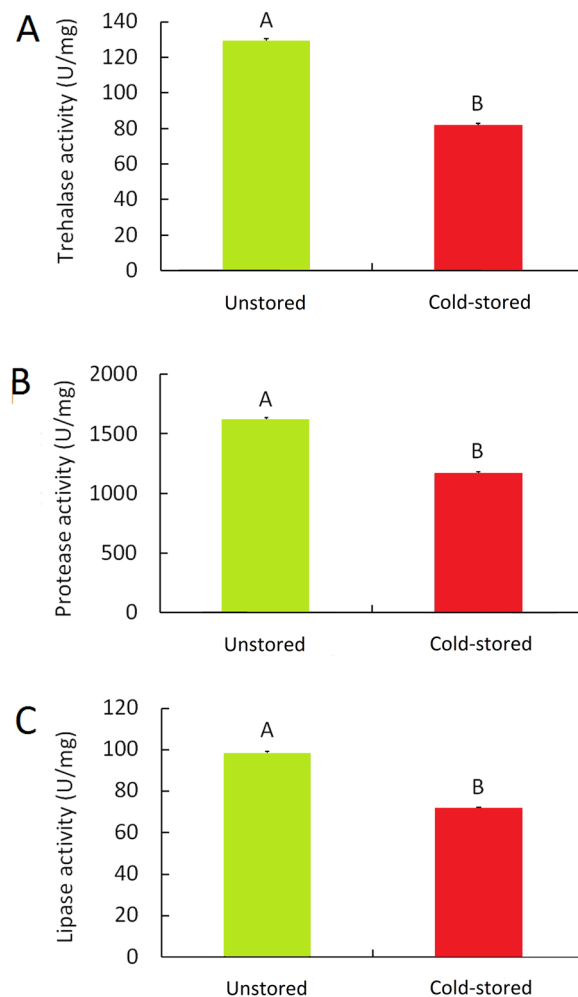 A
Trehalase activity (U/mg)
140
120
100
80
60
40
20
0
A
B
Unstored
Cold-stored
B
Protease activity (U/mg)
2000
1500
1000
500
0
A
B
Unstored
Cold-stored
C
Lipase activity (U/mg)
120
100
80
60
40
20
0
A
B
Unstored
Cold-stored